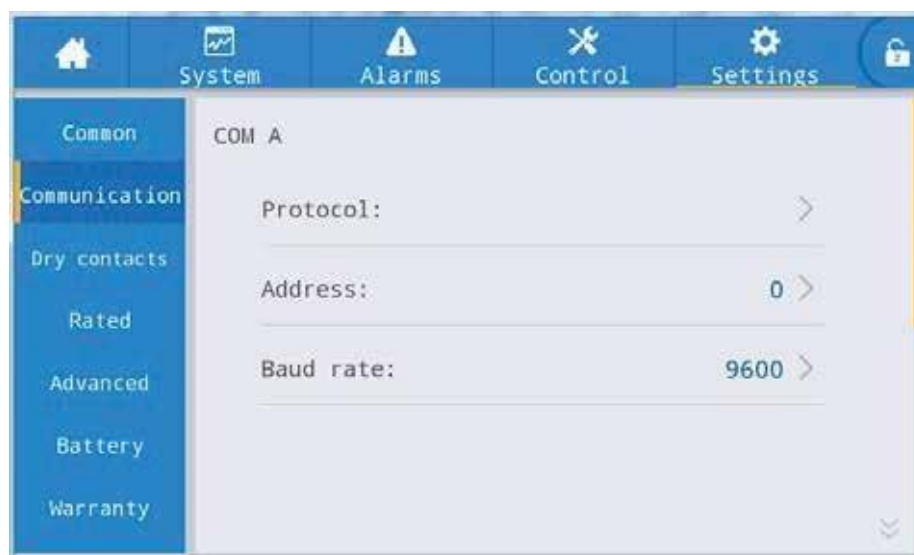 System
Alarms
Control
Settings
Common
Communication
Dry contacts
Rated
Advanced
Battery
Warranty
COM A
Protocol:
Address: 0
Baud rate: 9600